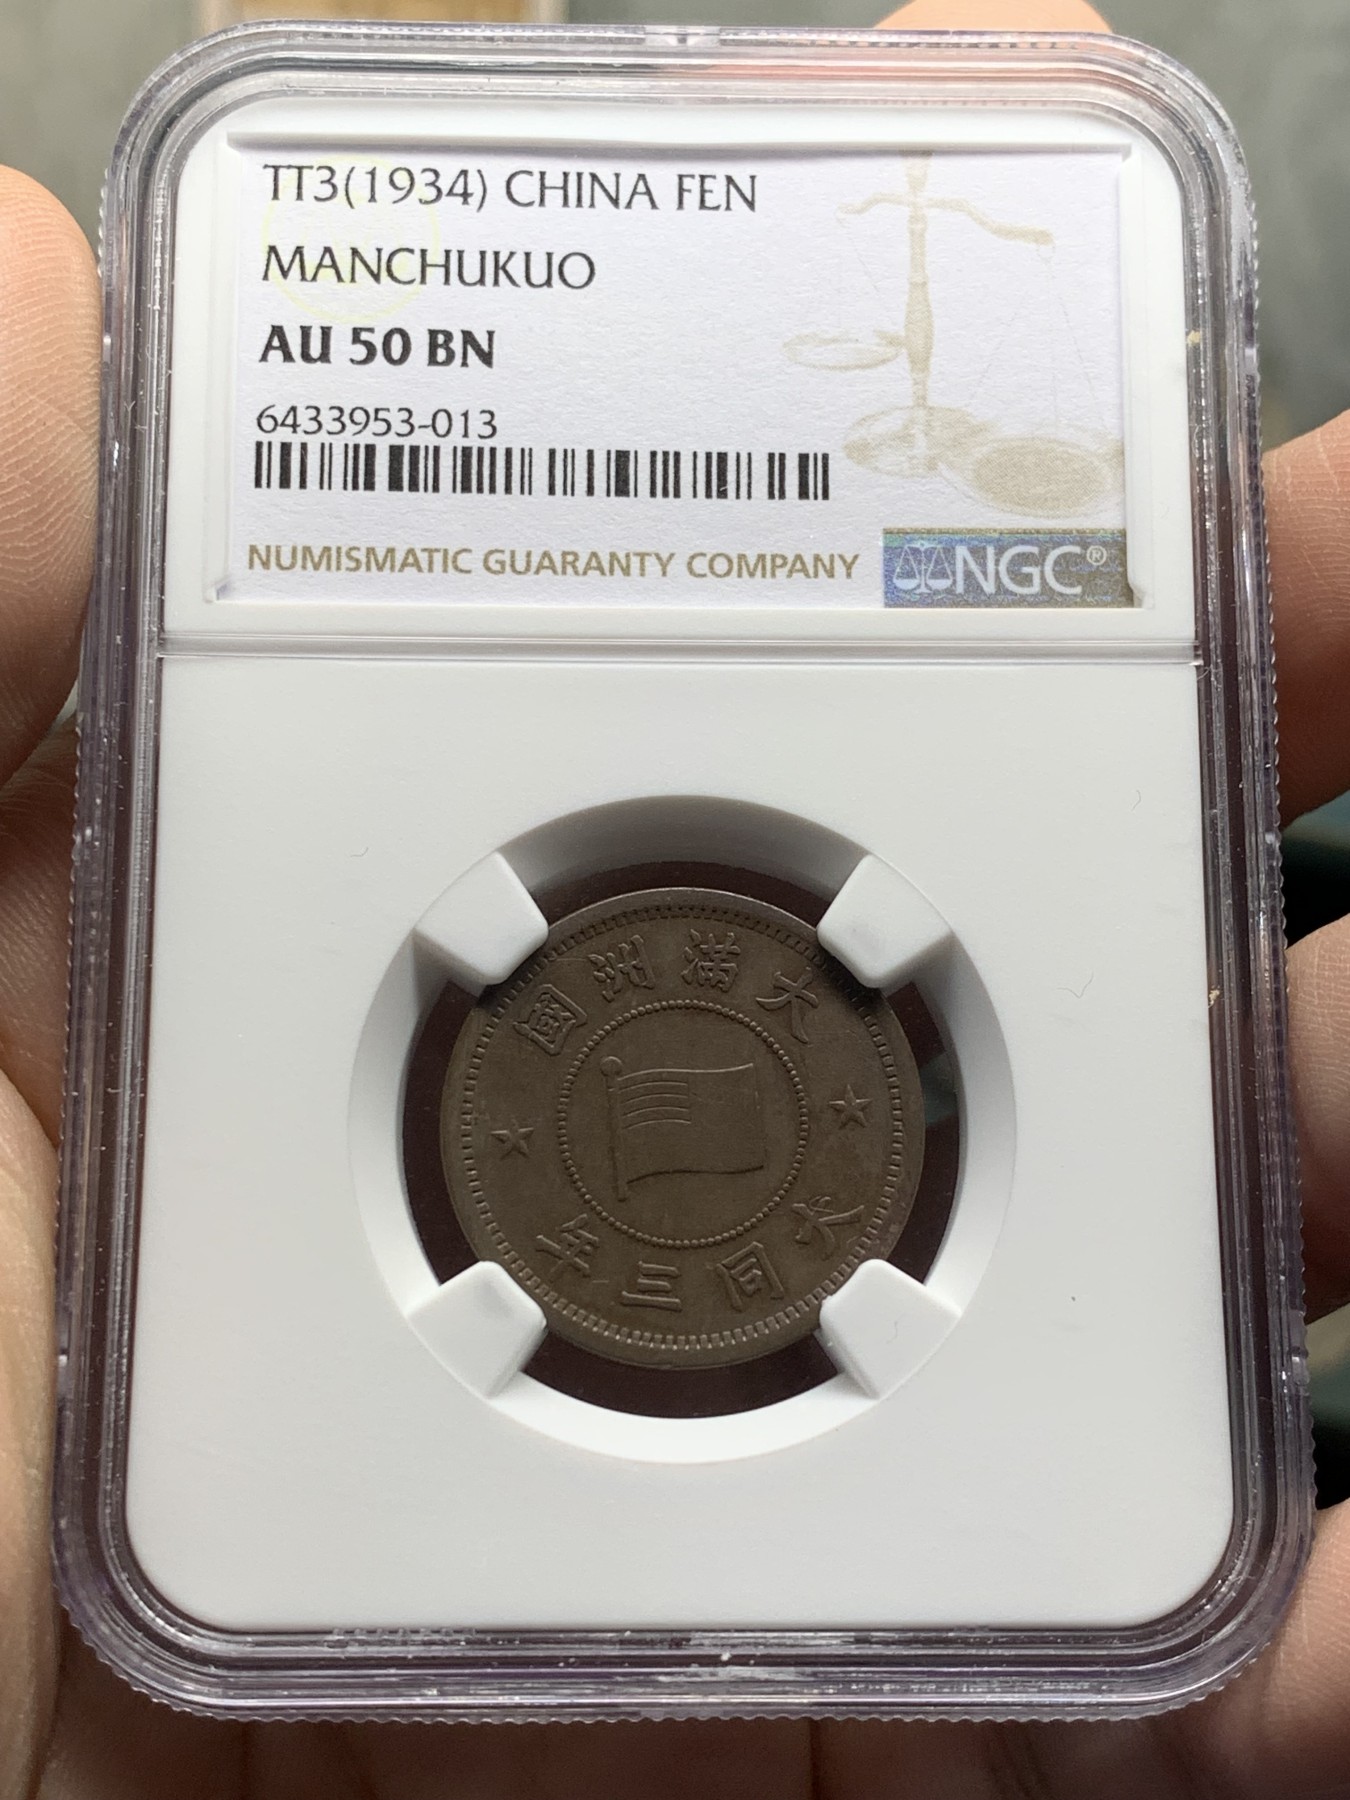 TT3(1934) CHINA FEN
MANCHUKUO
AU 50 BN
6433953-013
NUMISMATIC GUARANTY COMPANY
NGC®
大滿洲國
大同三年